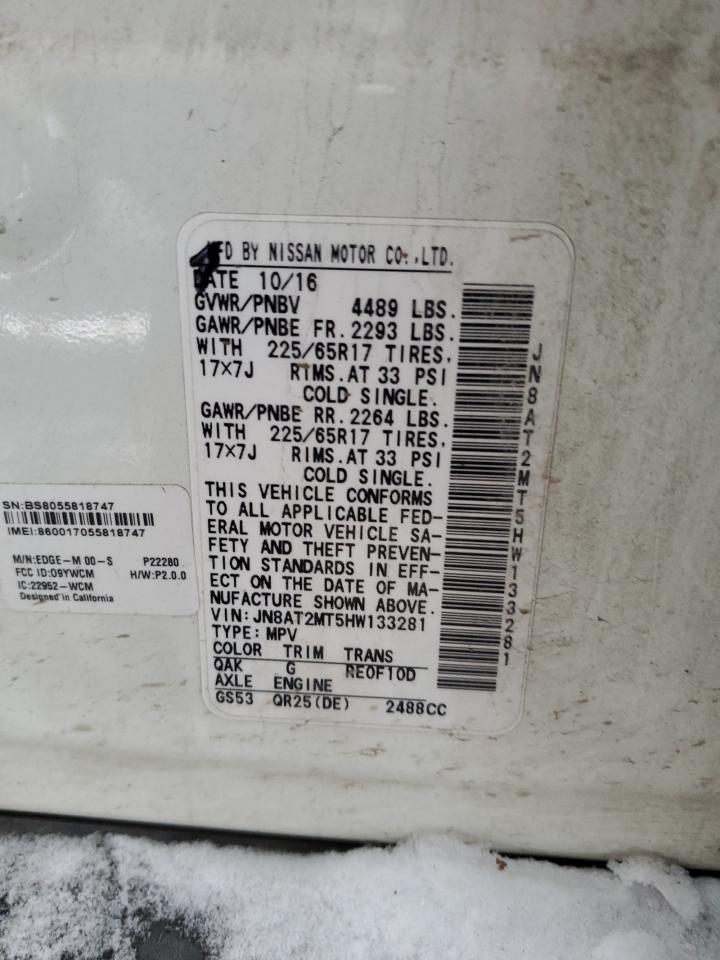 MFD BY NISSAN MOTOR CO.,LTD.
DATE 10/16
GVWR/PNBV 4489 LBS.
GAWR/PNBE FR. 2293 LBS.
WITH 225/65R17 TIRES,
17×7J RIMS.AT 33 PSI
COLD SINGLE.
GAWR/PNBE RR. 2264 LBS.
WITH 225/65R17 TIRES,
17×7J RIMS.AT 33 PSI
COLD SINGLE.
THIS VEHICLE CONFORMS
TO ALL APPLICABLE FED-
ERAL MOTOR VEHICLE SA-
FETY AND THEFT PREVEN-
TION STANDARDS IN EFF-
ECT ON THE DATE OF MA-
NUFACTURE SHOWN ABOVE.
VIN: JN8AT2MT5HW133281
TYPE: MPV
COLOR TRIM TRANS
QAK G RE0F10D
AXLE ENGINE
GS53 QR25(DE) 2488CC
JN8AT2MT5HW133281
SN:BS8055818747
IMEI:860017055818747
M/N:EDGE-M 00-S P22280
FCC ID:O9YWCM H/W:P2.0.0
IC:22952-WCM
Designed in California